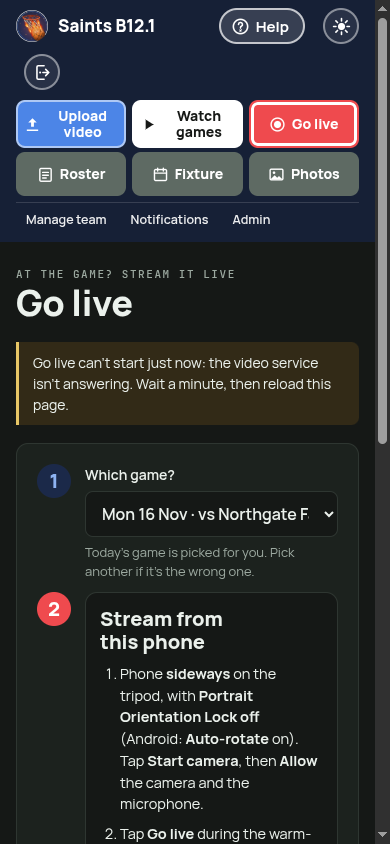 Saints B12.1
Help
Upload
video
Watch
games
Go live
Roster
Fixture
Photos
Manage team
Notifications
Admin
AT THE GAME? STREAM IT LIVE
Go live
Go live can't start just now: the video service
isn't answering. Wait a minute, then reload this
page.
1
Which game?
Mon 16 Nov · vs Northgate
Today's game is picked for you. Pick
another if it's the wrong one.
2
Stream from
this phone
1. Phone sideways on the
tripod, with Portrait
Orientation Lock off
(Android: Auto-rotate on).
Tap Start camera, then Allow
the camera and the
microphone.
2. Tap Go live during the warm-